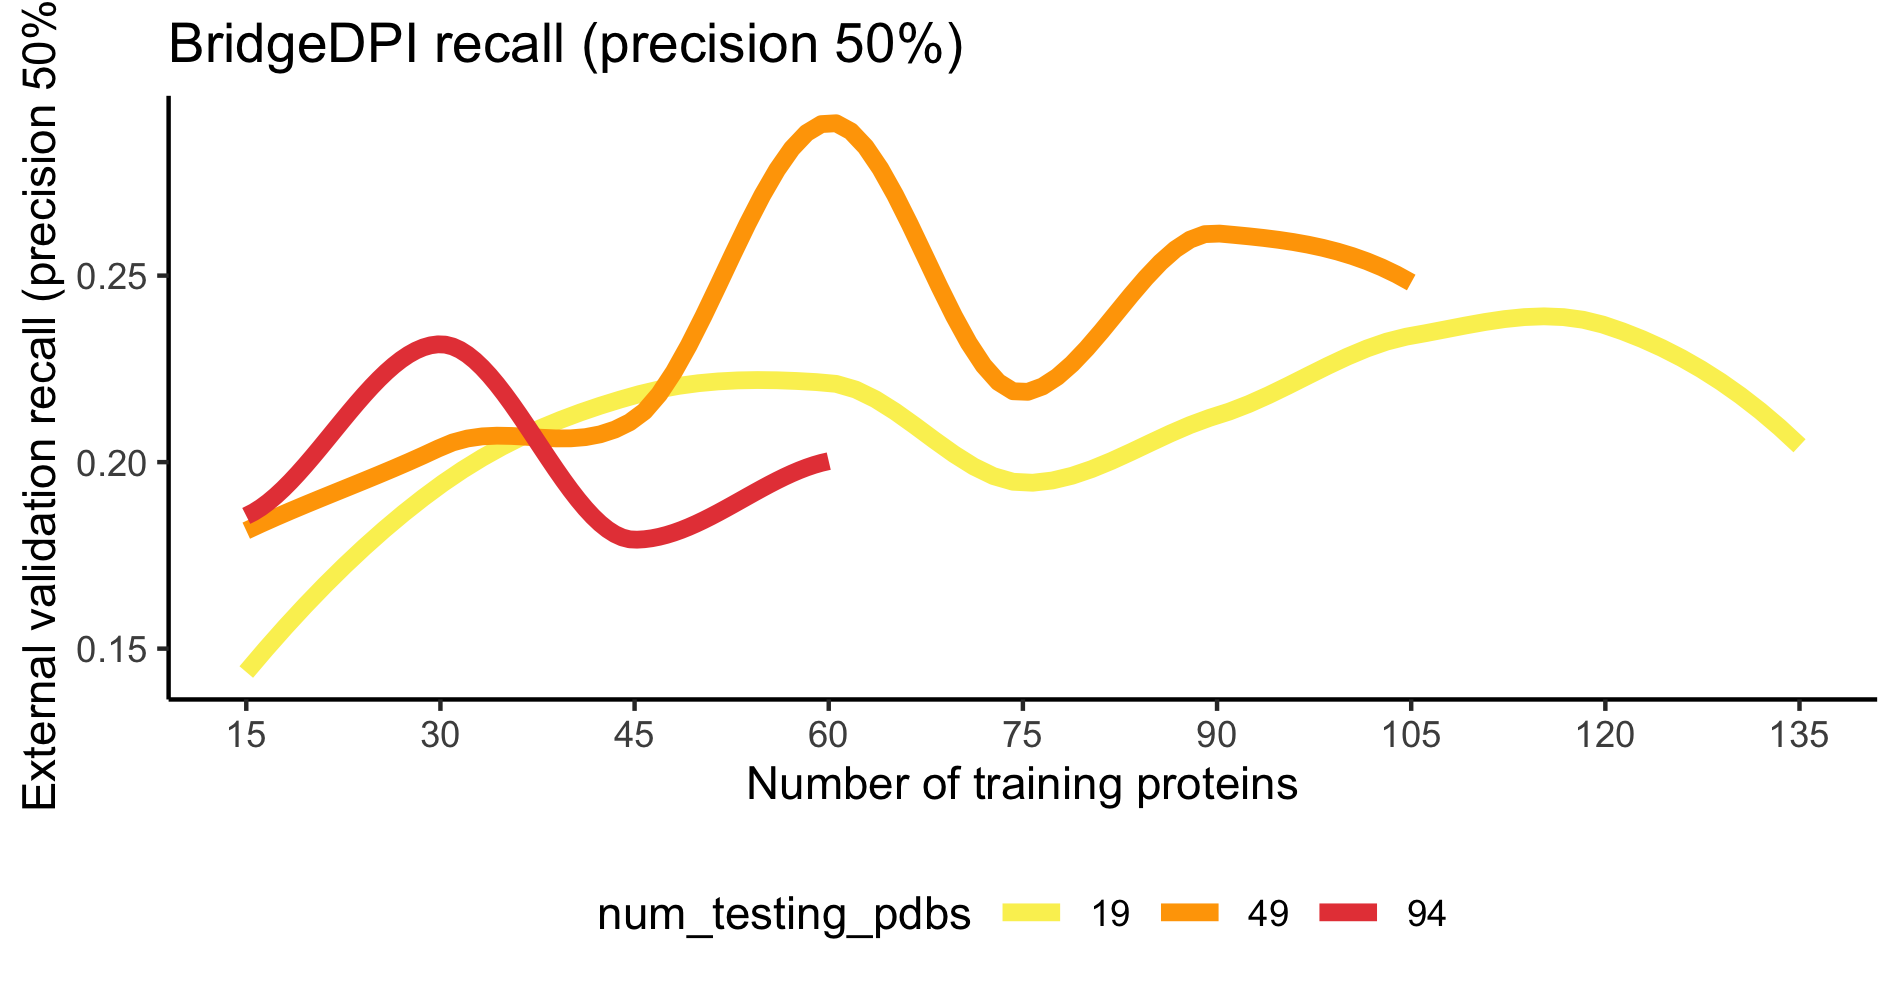 BridgeDPI recall (precision 50%)
External validation recall (precision 50%
0.25
0.20
0.15
15 30 45 60 75 90 105 120 135
Number of training proteins
num_testing_pdbs 19 49 94